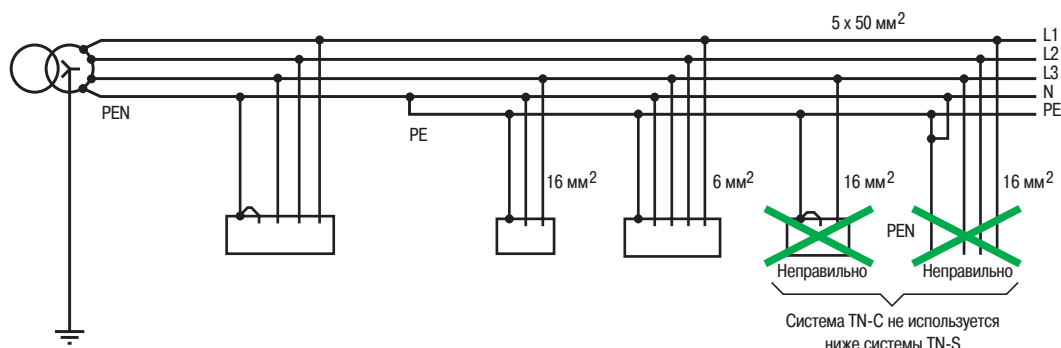 5 x 50 мм²
L1
L2
L3
N
PE
PEN
PE
16 мм²
6 мм²
16 мм²
16 мм²
PEN
Неправильно
Неправильно
Система TN-C не используется
ниже системы TN-S